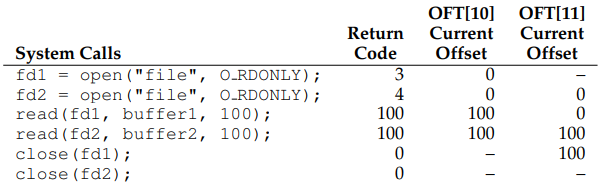 OFT[10] OFT[11]
Return Current Current
System Calls Code Offset Offset
fd1 = open("file", O_RDONLY); 3 0 –
fd2 = open("file", O_RDONLY); 4 0 0
read(fd1, buffer1, 100); 100 100 0
read(fd2, buffer2, 100); 100 100 100
close(fd1); 0 – 100
close(fd2); 0 – –